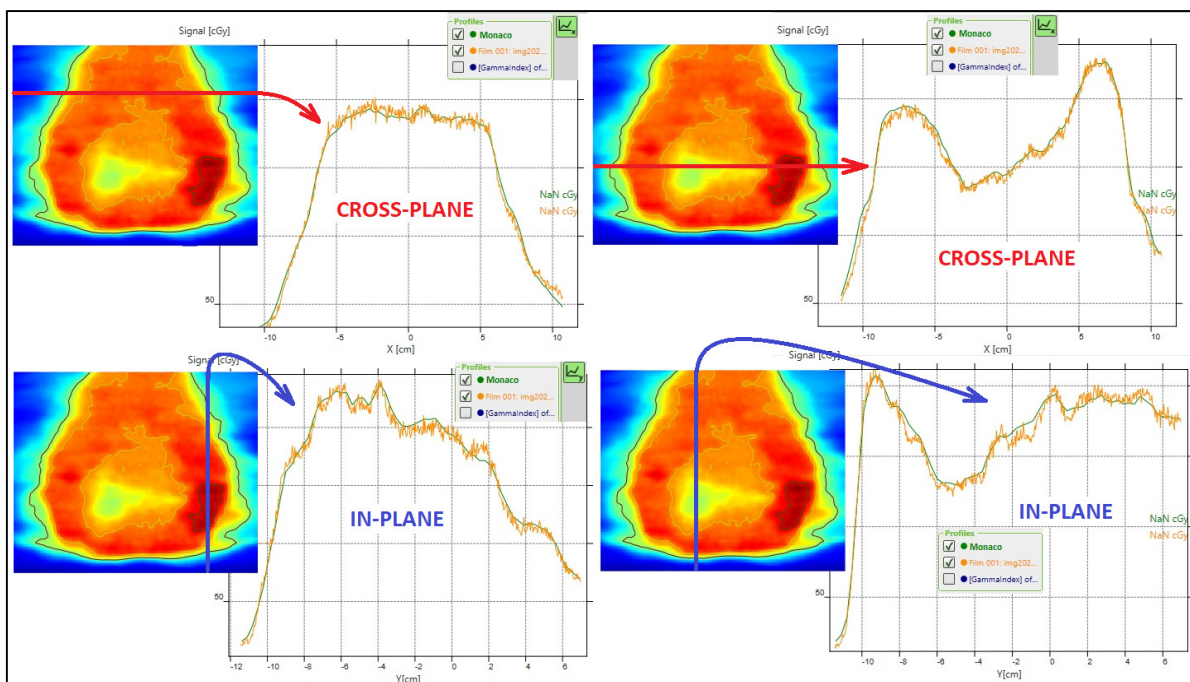 Signal [cGy]
Profiles
Monaco
Film 001: img202...
[GammaIndex] of...
NaN cGy
NaN cGy
CROSS-PLANE
50
-10 -5 0 5 10
X [cm]
Signal [cGy]
Profiles
Monaco
Film 001: img202...
[GammaIndex] of...
NaN cGy
NaN cGy
CROSS-PLANE
50
-10 -5 0 5 10
X [cm]
Signal [cGy]
Profiles
Monaco
Film 001: img202...
[GammaIndex] of...
IN-PLANE
50
-12 -10 -8 -6 -4 -2 0 2 4 6
Y[cm]
Signal [cGy]
IN-PLANE
NaN cGy
NaN cGy
Profiles
Monaco
Film 001: img202...
[GammaIndex] of...
50
-10 -8 -6 -4 -2 0 2 4 6
Y[cm]